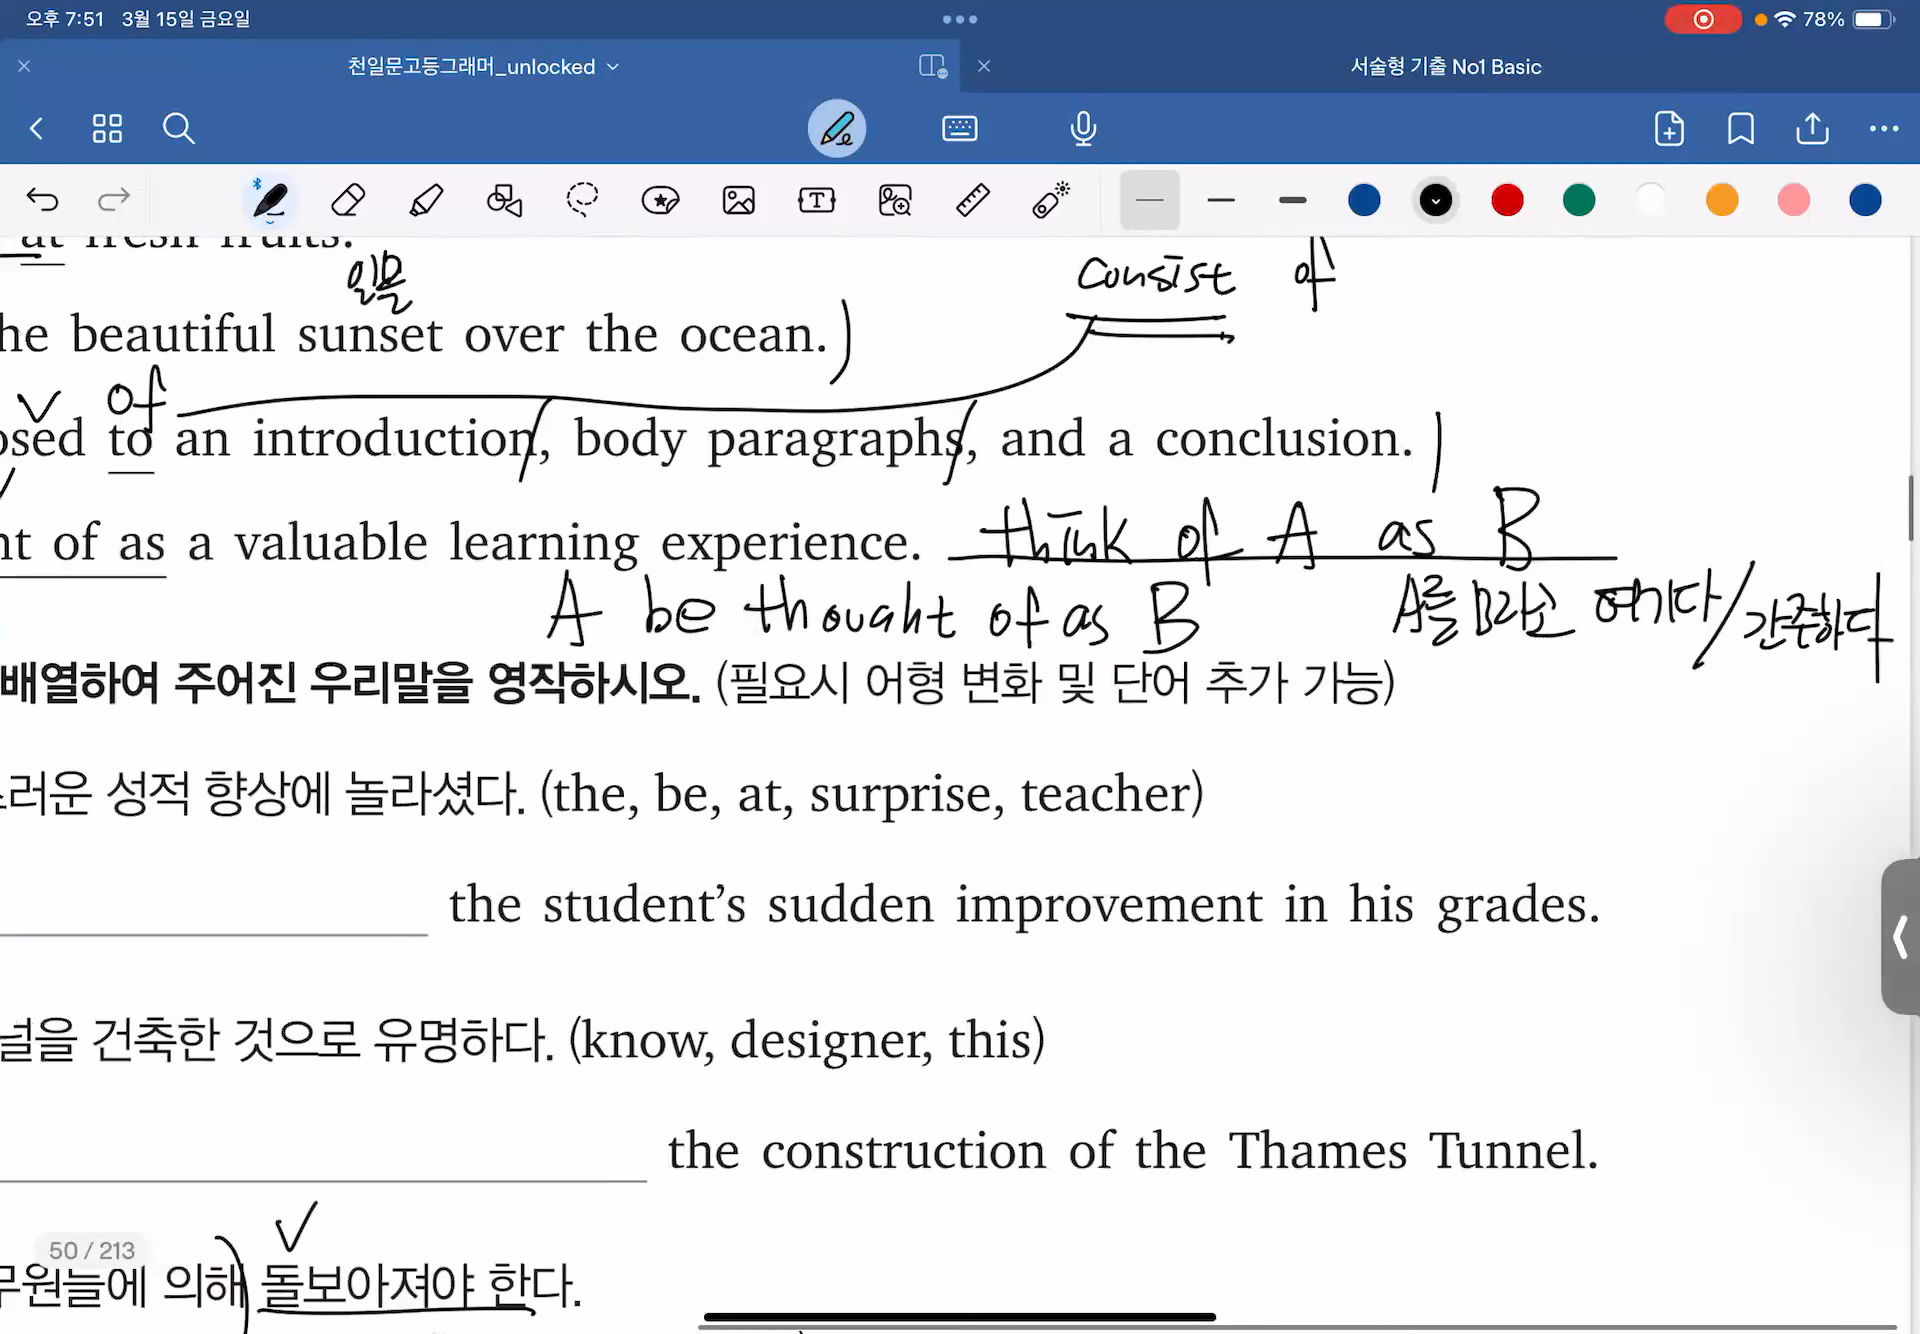 오후 7:51 3월 15일 금요일
78%
천일문고등그래머_unlocked
서술형 기출 No1 Basic
at fresh fruits.
일몰
consist of
he beautiful sunset over the ocean.)
of
osed to an introduction, body paragraphs, and a conclusion.
nt of as a valuable learning experience. think of A as B
A be thought of as B A를 B라고 여기다/간주하다
배열하여 주어진 우리말을 영작하시오. (필요시 어형 변화 및 단어 추가 가능)
스러운 성적 향상에 놀라셨다. (the, be, at, surprise, teacher)
the student's sudden improvement in his grades.
널을 건축한 것으로 유명하다. (know, designer, this)
the construction of the Thames Tunnel.
50 / 213
무원들에 의해 돌보아져야 한다.